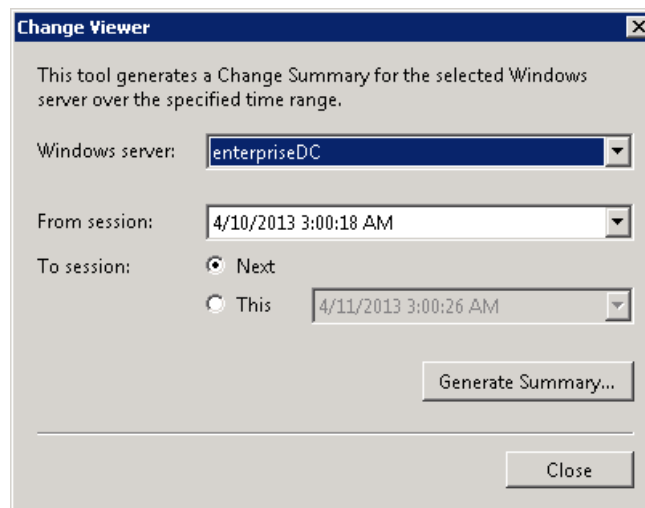 Change Viewer
This tool generates a Change Summary for the selected Windows
server over the specified time range.
Windows server: enterpriseDC
From session: 4/10/2013 3:00:18 AM
To session: Next
This 4/11/2013 3:00:26 AM
Generate Summary...
Close